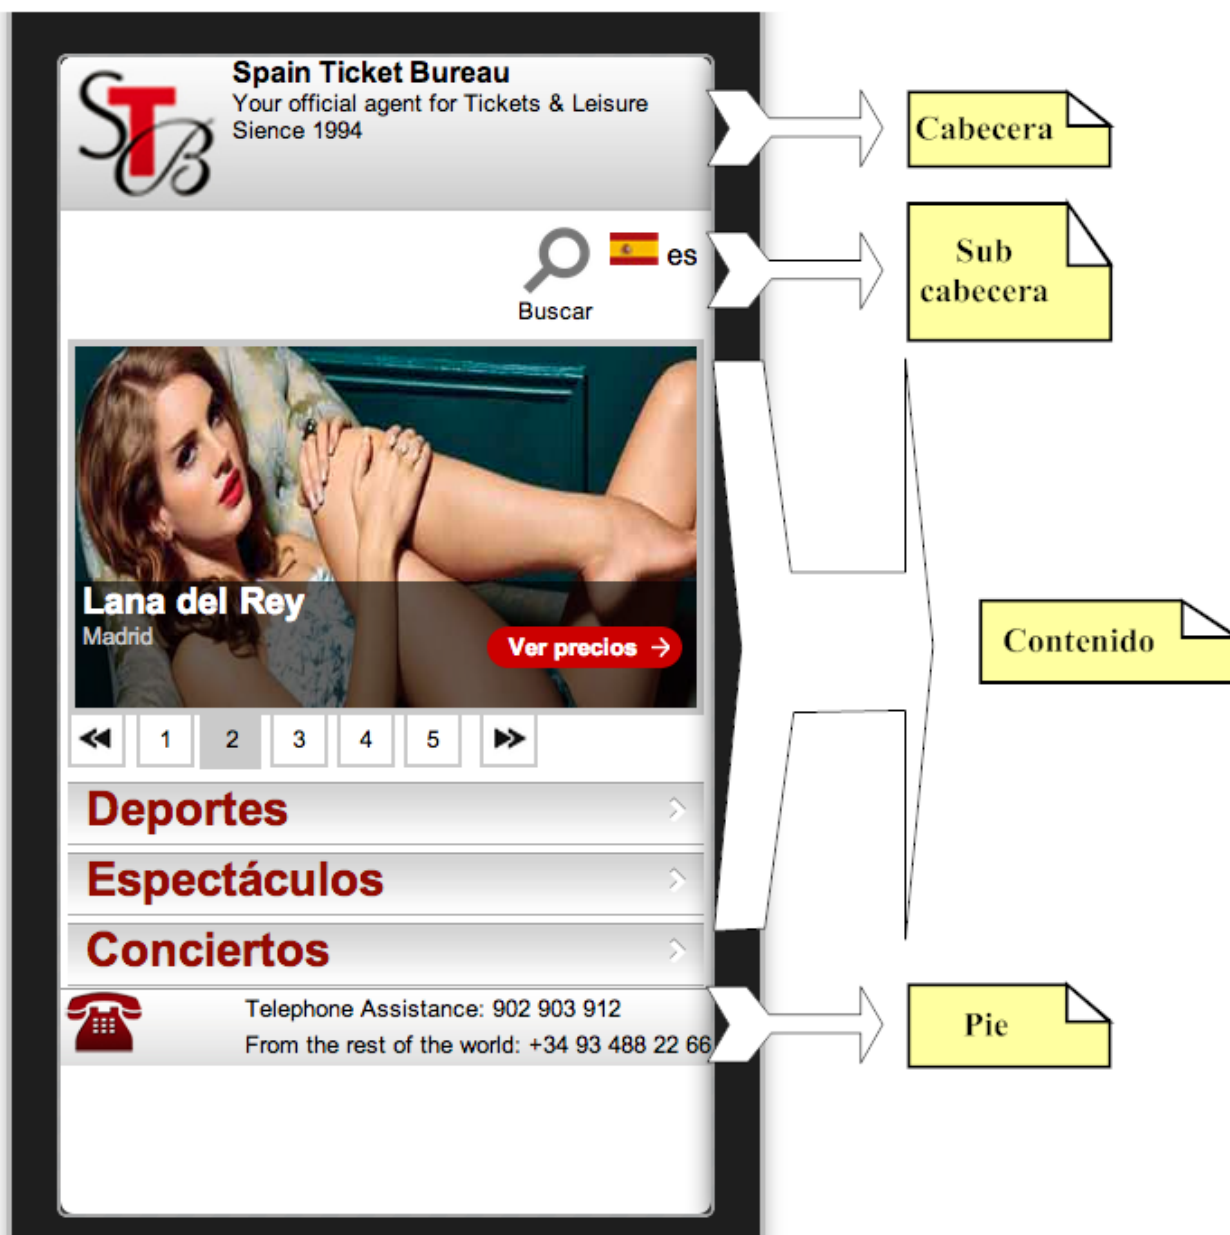 STB
Spain Ticket Bureau
Your official agent for Tickets & Leisure
Sience 1994
Cabecera
es
Buscar
Sub
cabecera
Lana del Rey
Madrid
Ver precios
1 2 3 4 5
Contenido
Deportes
Espectáculos
Conciertos
Telephone Assistance: 902 903 912
From the rest of the world: +34 93 488 22 66
Pie